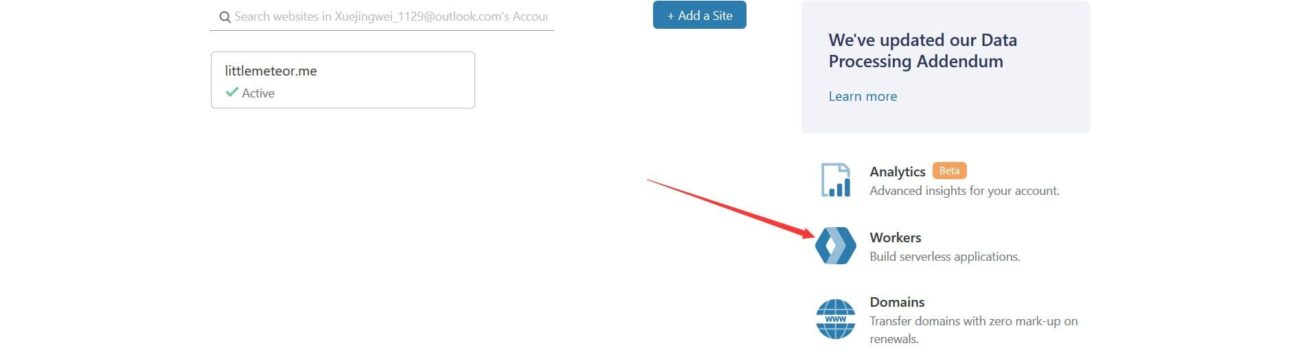 Search websites in Xuejingwei_1129@outlook.com's Accour
+ Add a Site
littlemeteor.me
Active
We've updated our Data
Processing Addendum
Learn more
Analytics Beta
Advanced insights for your account.
Workers
Build serverless applications.
Domains
www
Transfer domains with zero mark-up on
renewals.